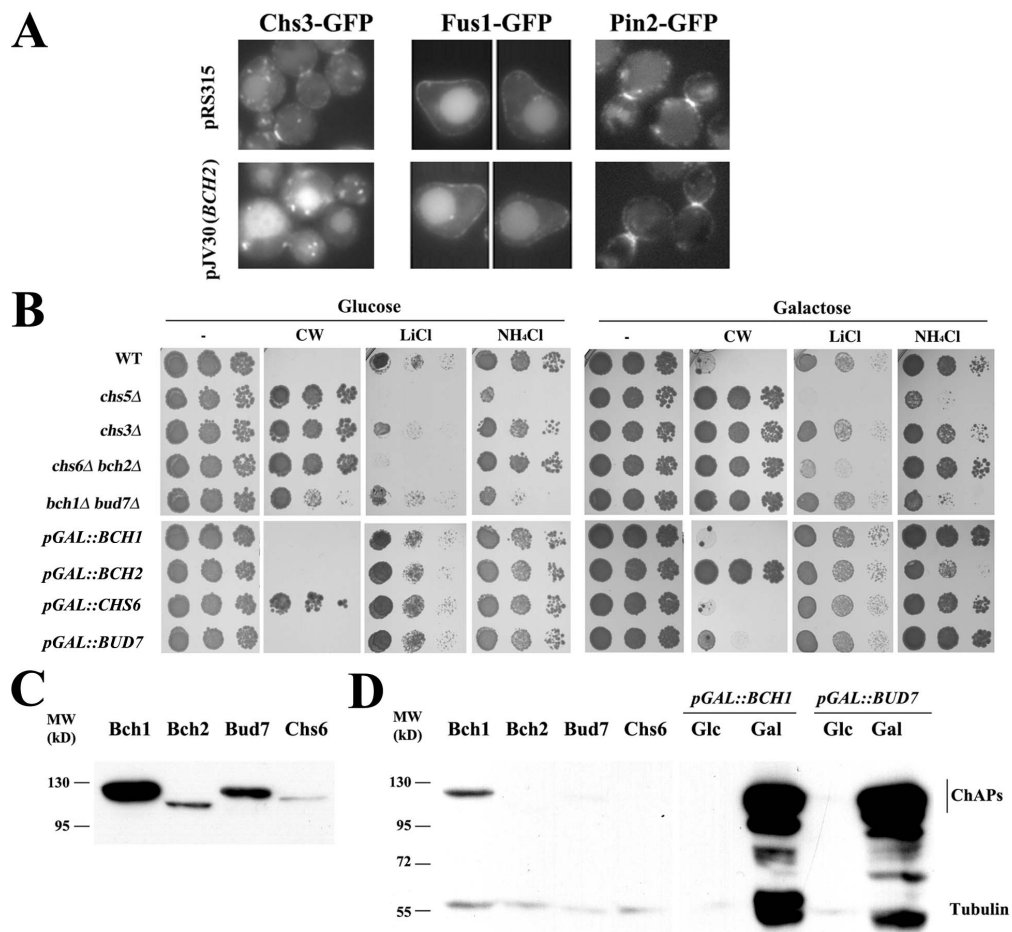 A
Chs3-GFP Fus1-GFP Pin2-GFP
pRS315
pJV30 (BCH2)
B
Glucose Galactose
- CW LiCl NH4Cl - CW LiCl NH4Cl
WT
chs5Δ
chs3Δ
chs6Δ bch2Δ
bch1Δ bud7Δ
pGAL::BCH1
pGAL::BCH2
pGAL::CHS6
pGAL::BUD7
C
MW (kD)
Bch1 Bch2 Bud7 Chs6
130
95
D
pGAL::BCH1 pGAL::BUD7
MW (kD)
Bch1 Bch2 Bud7 Chs6 Glc Gal Glc Gal
130
ChAPs
95
72
55
Tubulin